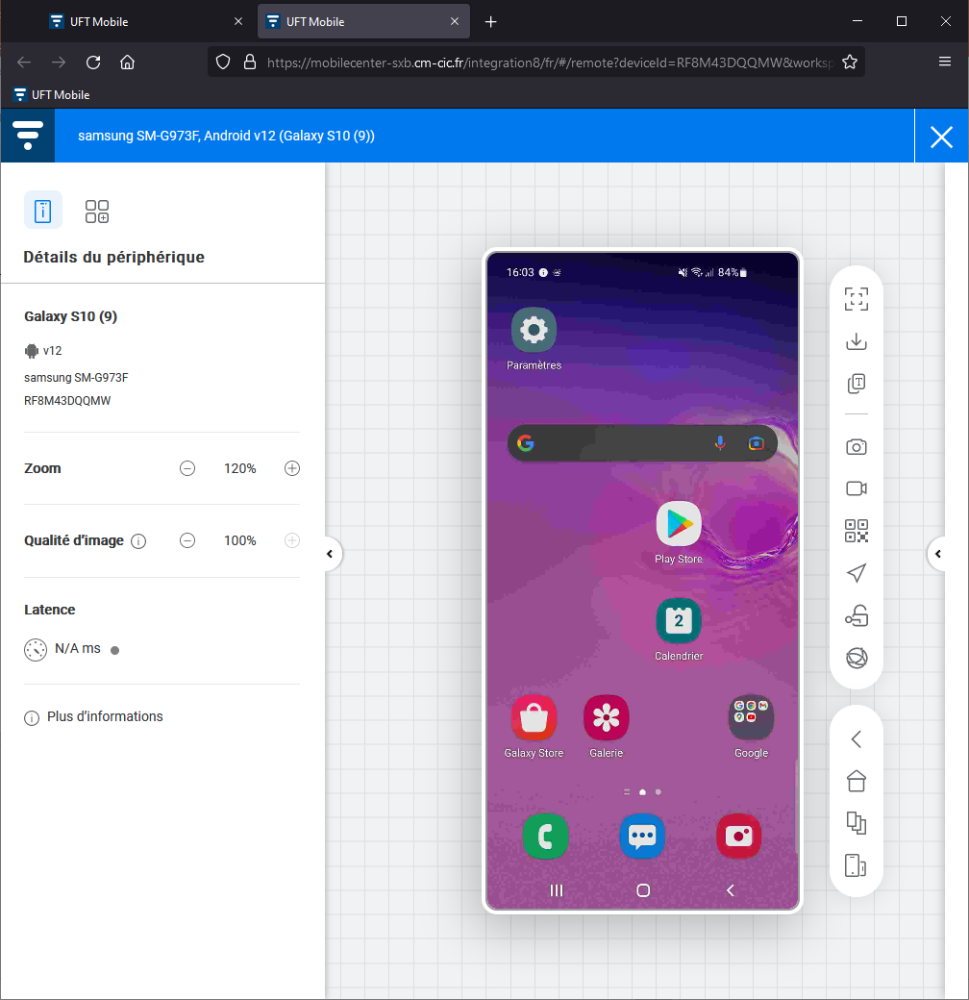 UFT Mobile
UFT Mobile
https://mobilecenter-sxb.cm-cic.fr/integration8/fr/#/remote?deviceId=RF8M43DQQMW&worksp
UFT Mobile
samsung SM-G973F, Android v12 (Galaxy S10 (9))
Détails du périphérique
Galaxy S10 (9)
v12
samsung SM-G973F
RF8M43DQQMW
Zoom
120%
Qualité d'image
100%
Latence
N/A ms
Plus d'informations
16:03
84%
Paramètres
Play Store
2
Calendrier
Galaxy Store
Galerie
Google